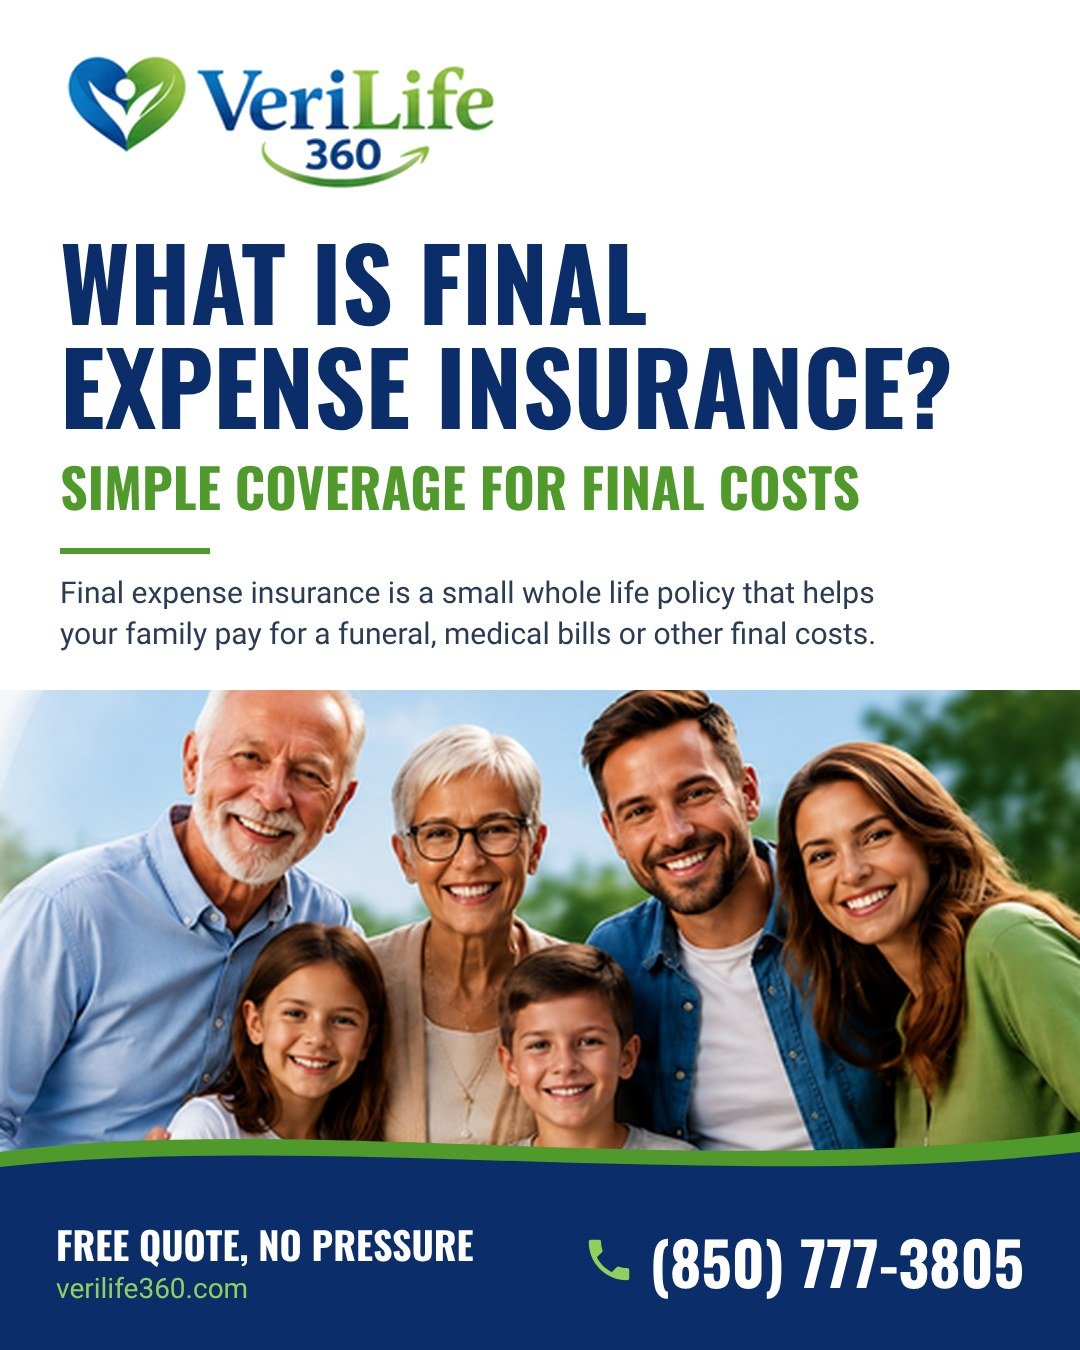 VeriLife
360
WHAT IS FINAL
EXPENSE INSURANCE?
SIMPLE COVERAGE FOR FINAL COSTS
Final expense insurance is a small whole life policy that helps
your family pay for a funeral, medical bills or other final costs.
FREE QUOTE, NO PRESSURE
verilife360.com
(850) 777-3805